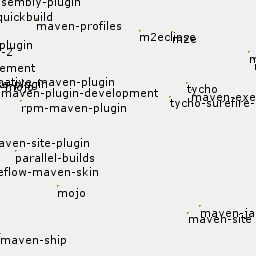 sembly-plugin
quickbuild
maven-profiles
m2eclipse
m2e
plugin
-2
ement
native-maven-plugin
tycho
mojo
maven-plugin-development
maven-exe
tycho-surefire-
rpm-maven-plugin
aven-site-plugin
parallel-builds
eflow-maven-skin
mojo
maven-ja
maven-site
maven-ship